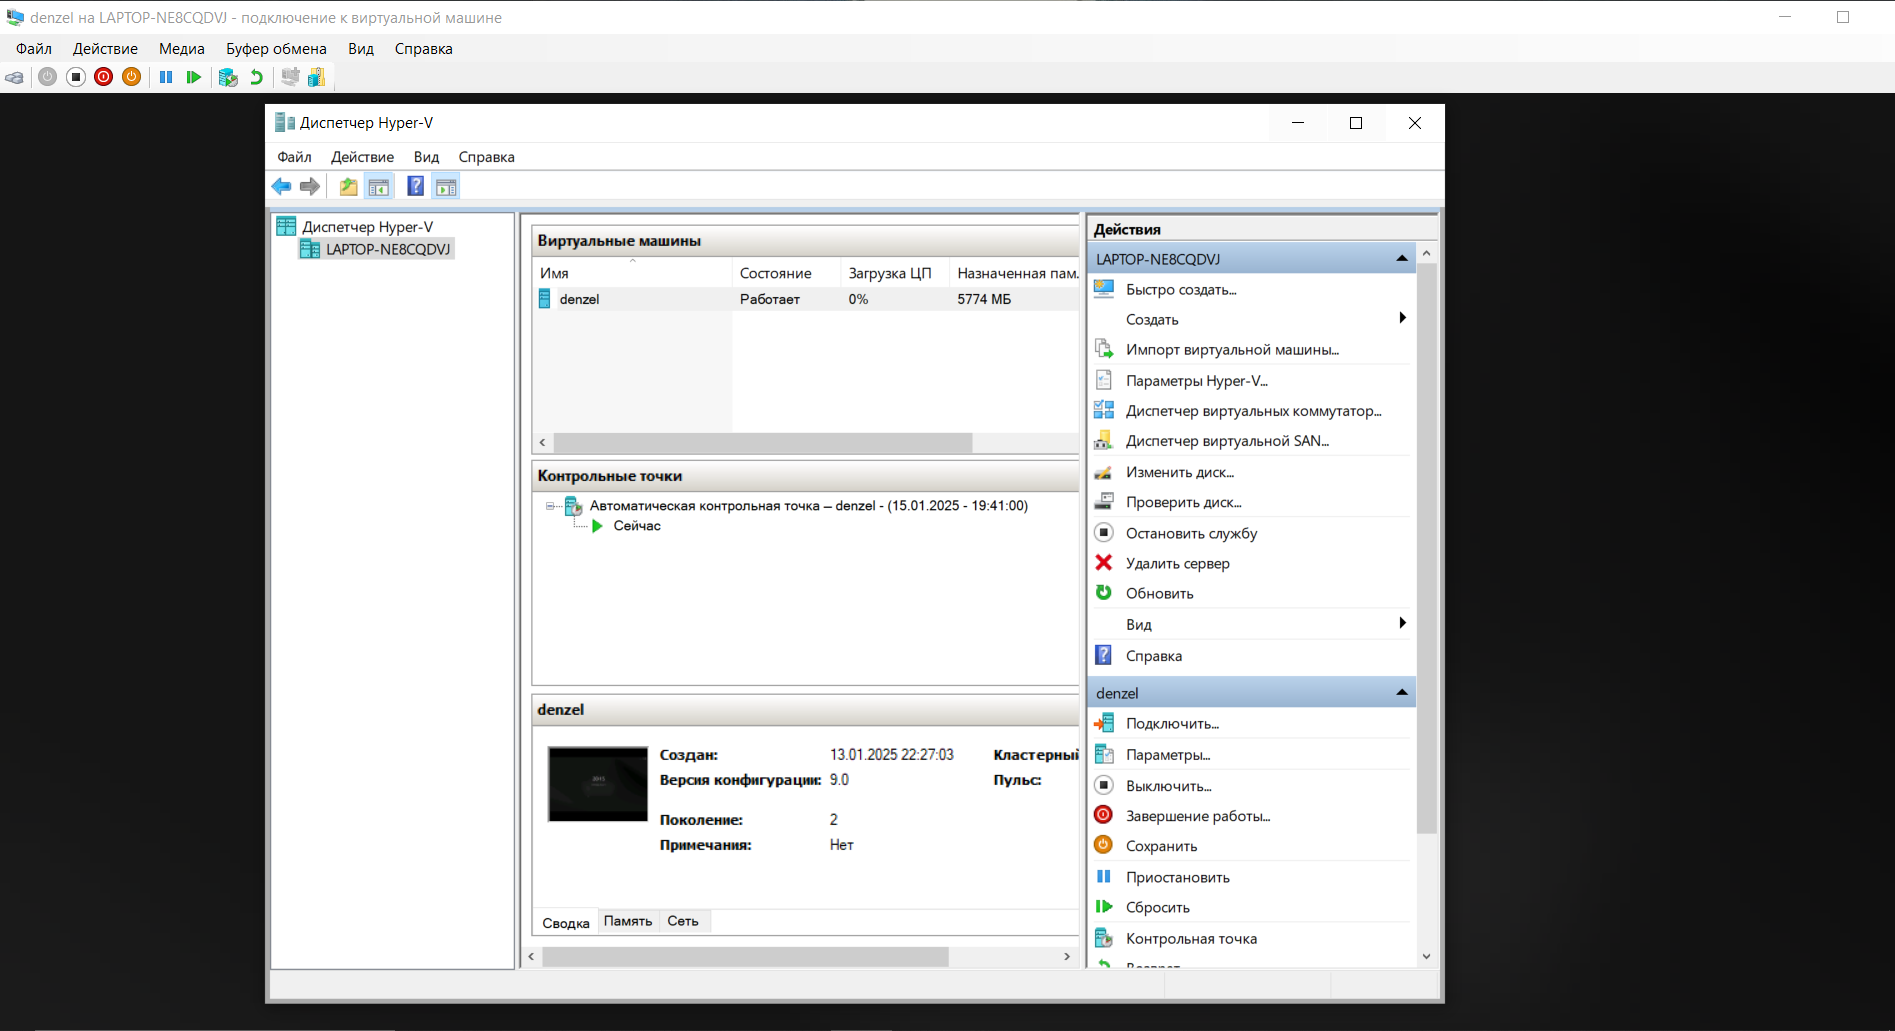 denzel на LAPTOP-NE8CQDVJ - подключение к виртуальной машине
Файл Действие Медиа Буфер обмена Вид Справка
Диспетчер Hyper-V
Файл Действие Вид Справка
Диспетчер Hyper-V
LAPTOP-NE8CQDVJ
Виртуальные машины
Имя Состояние Загрузка ЦП Назначенная пам.
denzel Работает 0% 5774 МБ
Контрольные точки
Автоматическая контрольная точка – denzel - (15.01.2025 - 19:41:00)
Сейчас
denzel
Создан: 13.01.2025 22:27:03 Кластерный
Версия конфигурации: 9.0 Пульс:
Поколение: 2
Примечания: Нет
Сводка Память Сеть
Действия
LAPTOP-NE8CQDVJ
Быстро создать...
Создать
Импорт виртуальной машины...
Параметры Hyper-V...
Диспетчер виртуальных коммутатор...
Диспетчер виртуальной SAN...
Изменить диск...
Проверить диск...
Остановить службу
Удалить сервер
Обновить
Вид
Справка
denzel
Подключить...
Параметры...
Выключить...
Завершение работы...
Сохранить
Приостановить
Сбросить
Контрольная точка